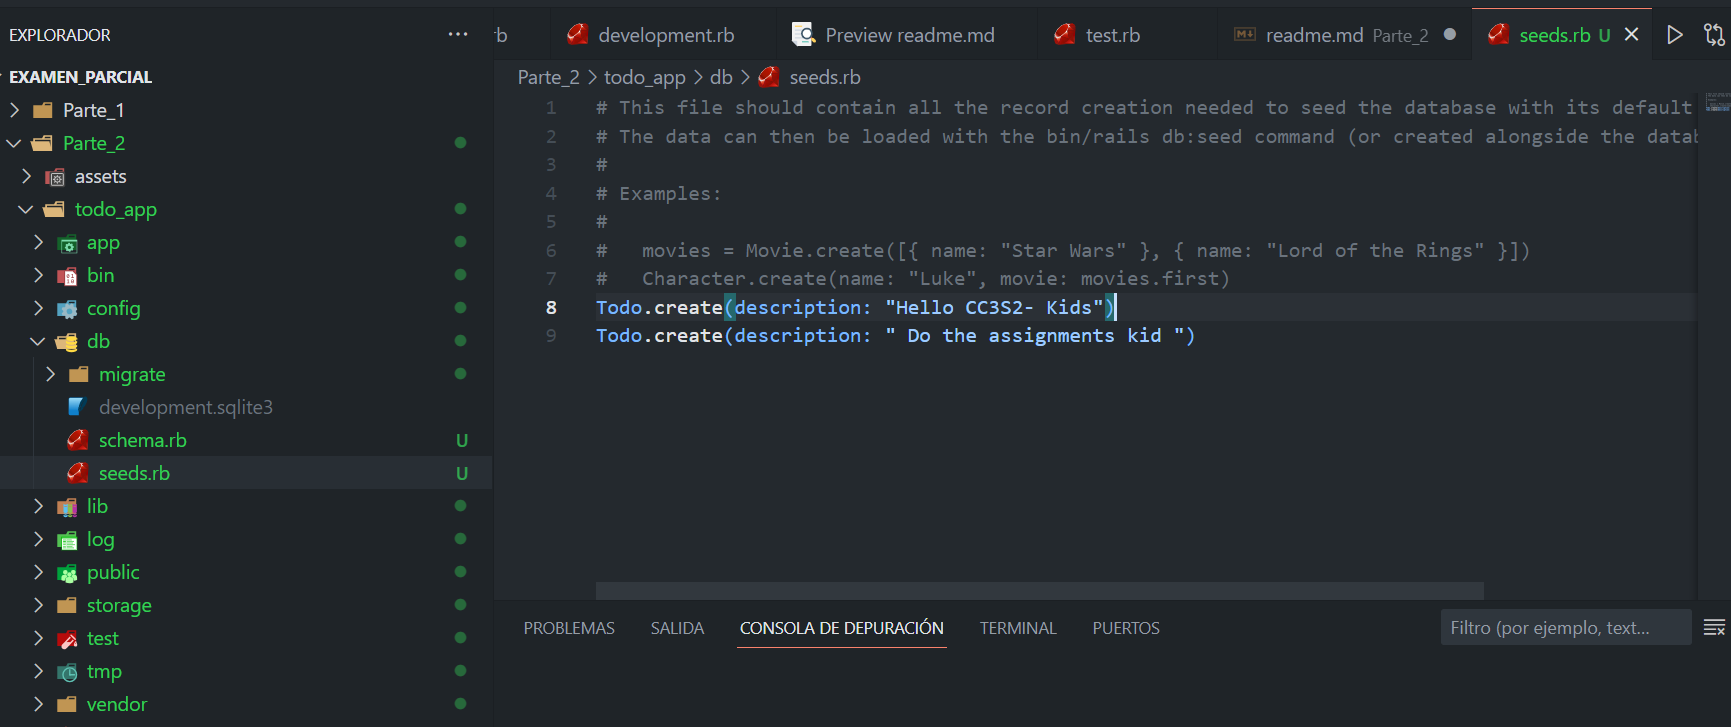 EXPLORADOR
···
EXAMEN_PARCIAL
Parte_1
Parte_2
assets
todo_app
app
bin
config
db
migrate
development.sqlite3
schema.rb U
seeds.rb U
lib
log
public
storage
test
tmp
vendor
rb development.rb Preview readme.md test.rb readme.md Parte_2 seeds.rb U
Parte_2 > todo_app > db > seeds.rb
1 # This file should contain all the record creation needed to seed the database with its default
2 # The data can then be loaded with the bin/rails db:seed command (or created alongside the datab
3 #
4 # Examples:
5 #
6 #   movies = Movie.create([{ name: "Star Wars" }, { name: "Lord of the Rings" }])
7 #   Character.create(name: "Luke", movie: movies.first)
8 Todo.create(description: "Hello CC3S2- Kids")
9 Todo.create(description: " Do the assignments kid ")
PROBLEMAS SALIDA CONSOLA DE DEPURACIÓN TERMINAL PUERTOS Filtro (por ejemplo, text...